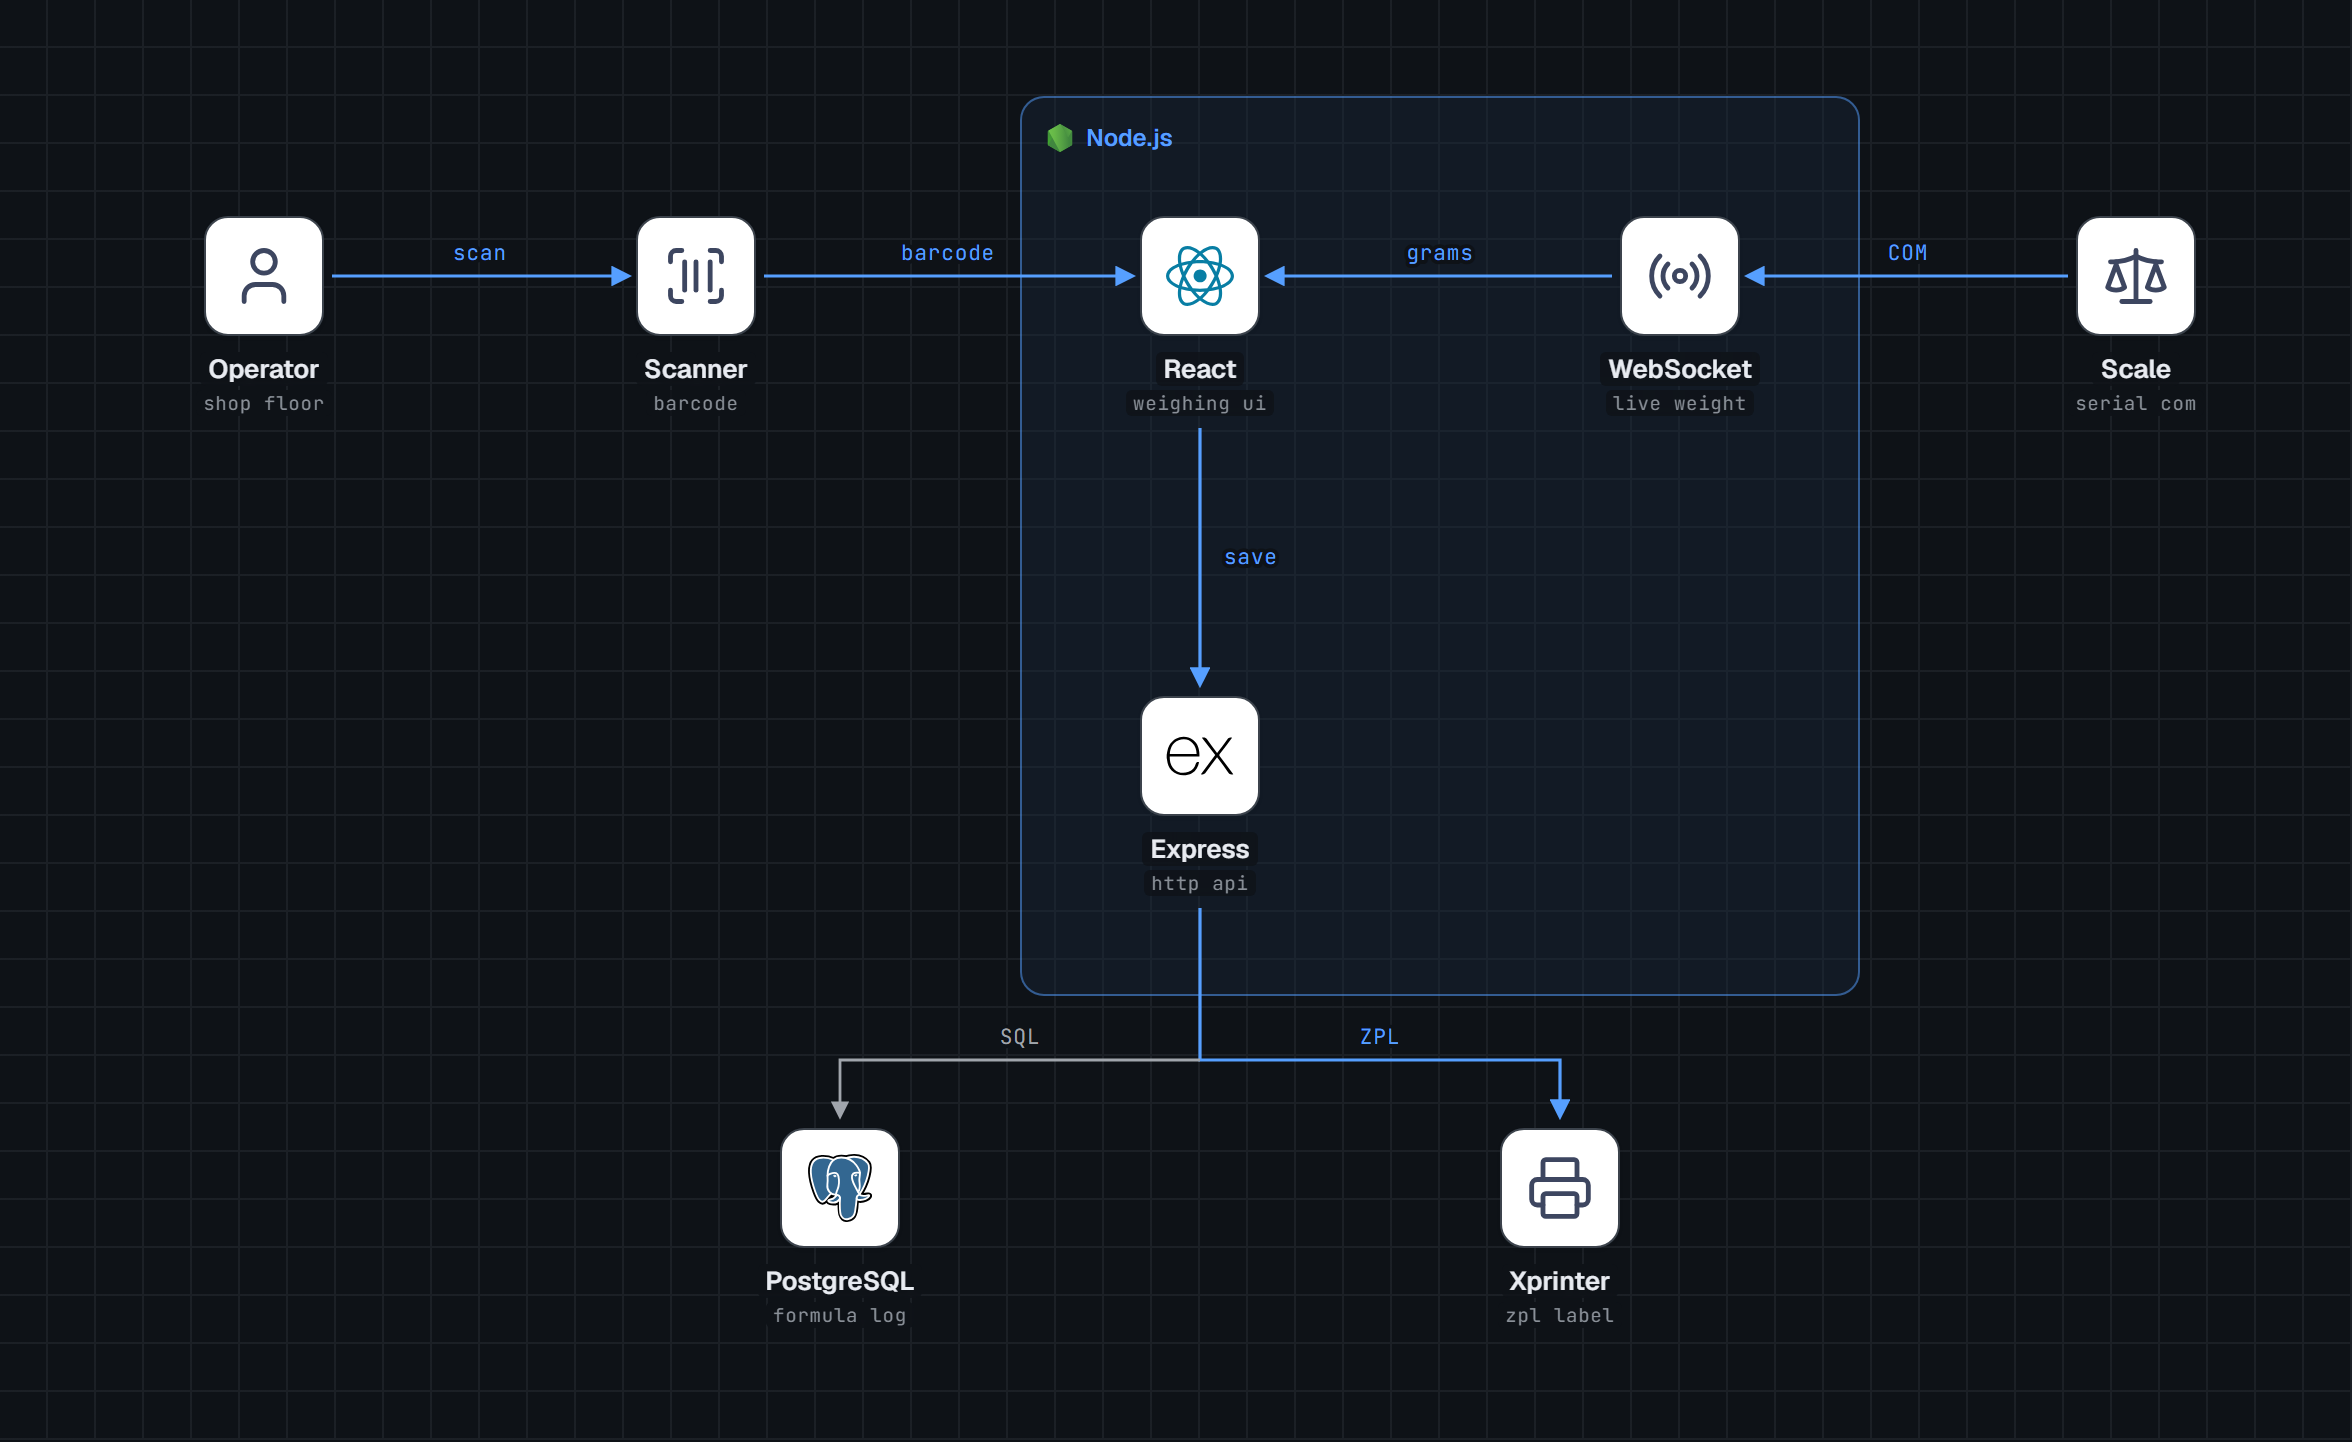 Node.js
scan
barcode
grams
COM
Operator
shop floor
Scanner
barcode
React
weighing ui
WebSocket
live weight
Scale
serial com
save
ex
Express
http api
SQL
ZPL
PostgreSQL
formula log
Xprinter
zpl label